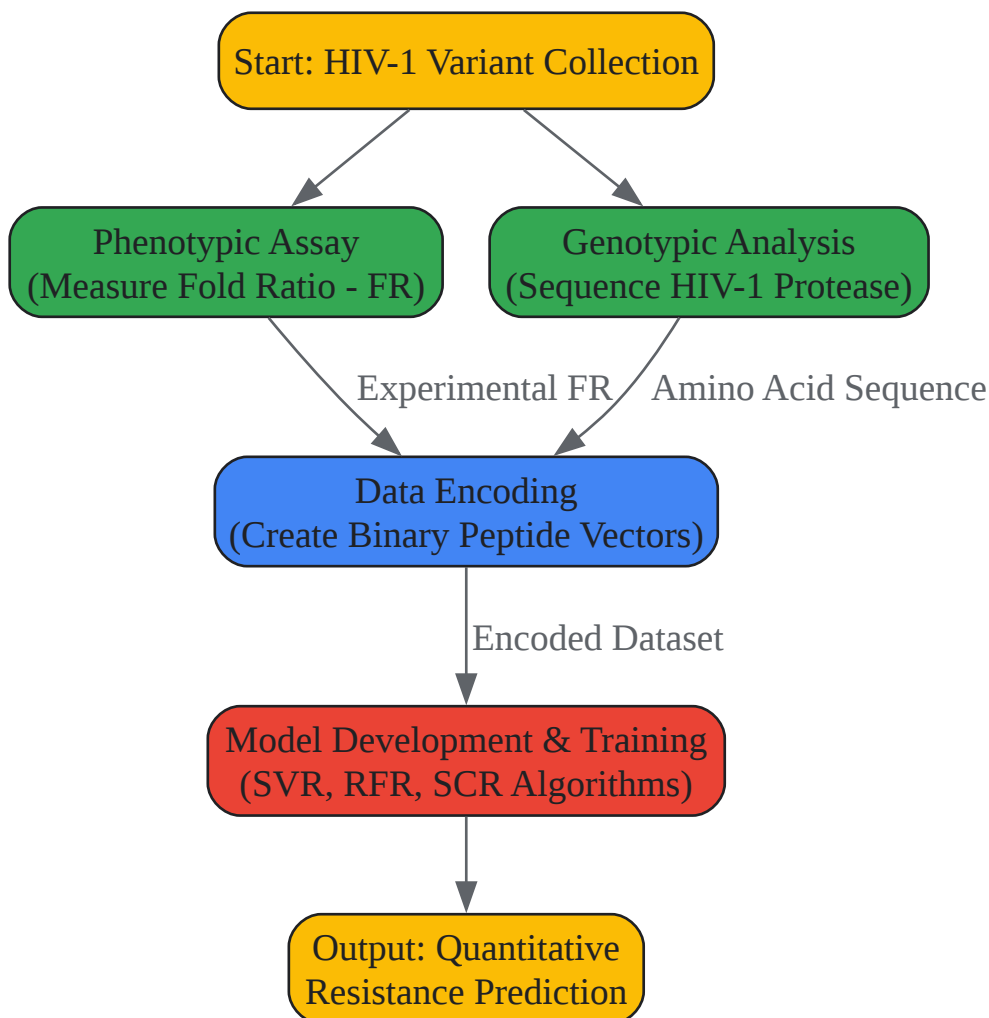 Start: HIV-1 Variant Collection
Phenotypic Assay
(Measure Fold Ratio - FR)
Genotypic Analysis
(Sequence HIV-1 Protease)
Experimental FR
Amino Acid Sequence
Data Encoding
(Create Binary Peptide Vectors)
Encoded Dataset
Model Development & Training
(SVR, RFR, SCR Algorithms)
Output: Quantitative
Resistance Prediction